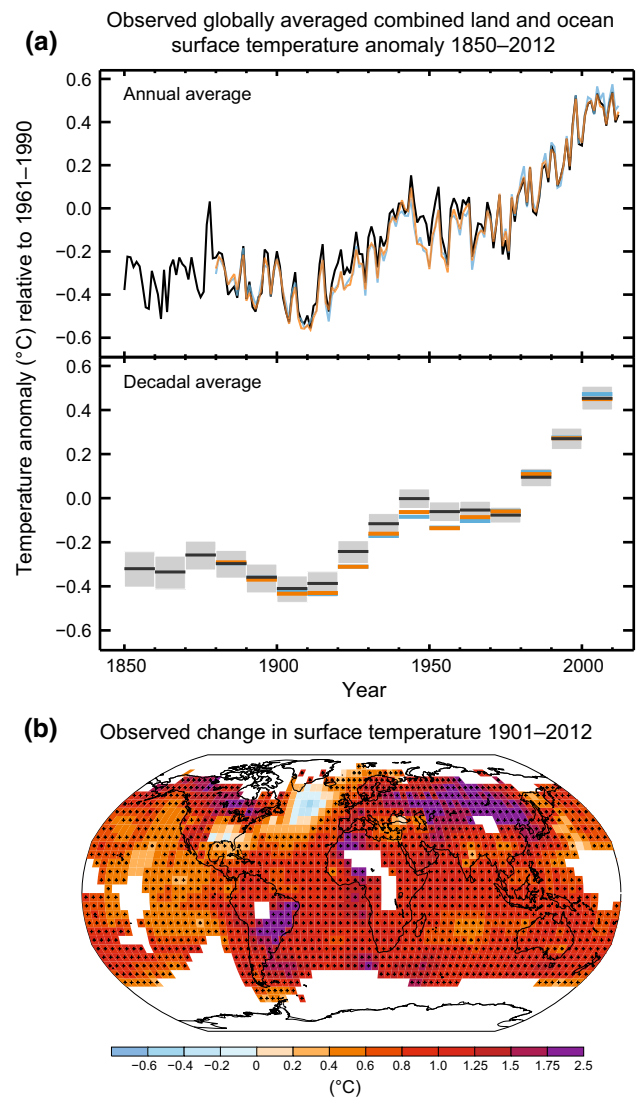 (a)
Observed globally averaged combined land and ocean
surface temperature anomaly 1850–2012
Temperature anomaly (°C) relative to 1961–1990
Annual average
0.6
0.4
0.2
0.0
−0.2
−0.4
−0.6
Decadal average
0.6
0.4
0.2
0.0
−0.2
−0.4
−0.6
1850 1900 1950 2000
Year
(b)
Observed change in surface temperature 1901–2012
−0.6 −0.4 −0.2 0 0.2 0.4 0.6 0.8 1.0 1.25 1.5 1.75 2.5
(°C)